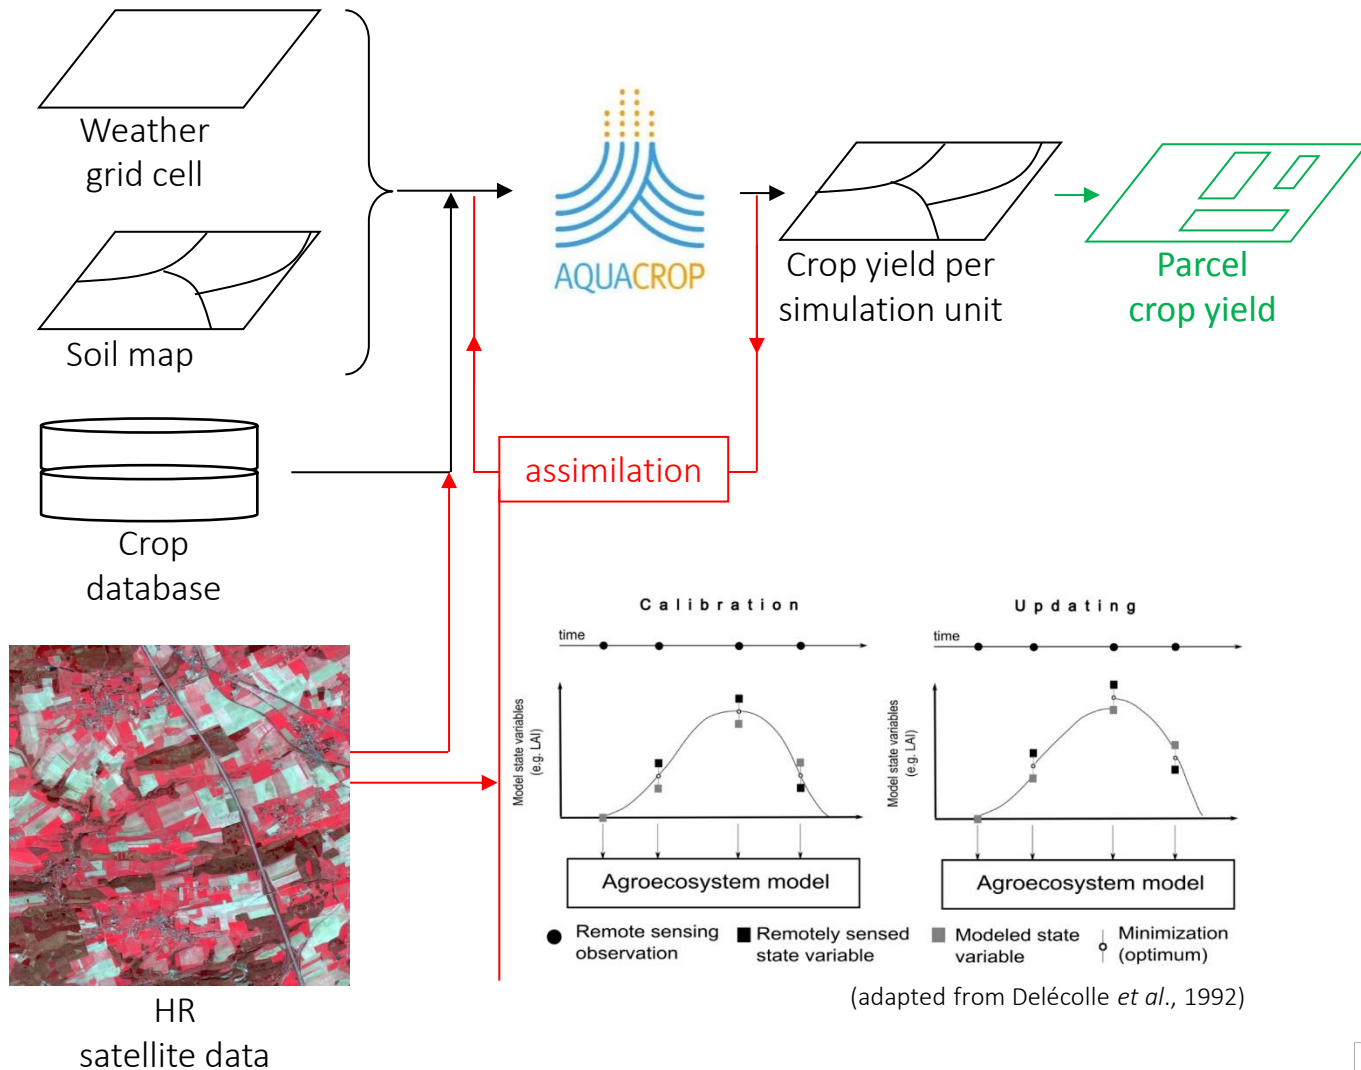 Weather
grid cell
Soil map
Crop
database
HR
satellite data
AQUACROP
Crop yield per
simulation unit
Parcel
crop yield
assimilation
Calibration
time
Model state variables
(e.g. LAI)
Agroecosystem model
Updating
time
Model state variables
(e.g. LAI)
Agroecosystem model
Remote sensing
observation
Remotely sensed
state variable
Modeled state
variable
Minimization
(optimum)
(adapted from Delécolle et al., 1992)